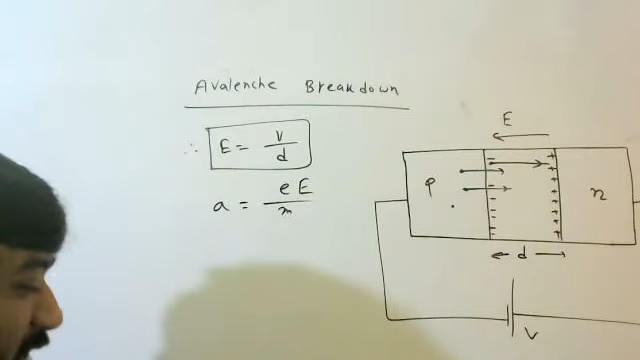 Avalenche Breakdown
∴ E = V/d
a = eE/m
E
P
n
d
V